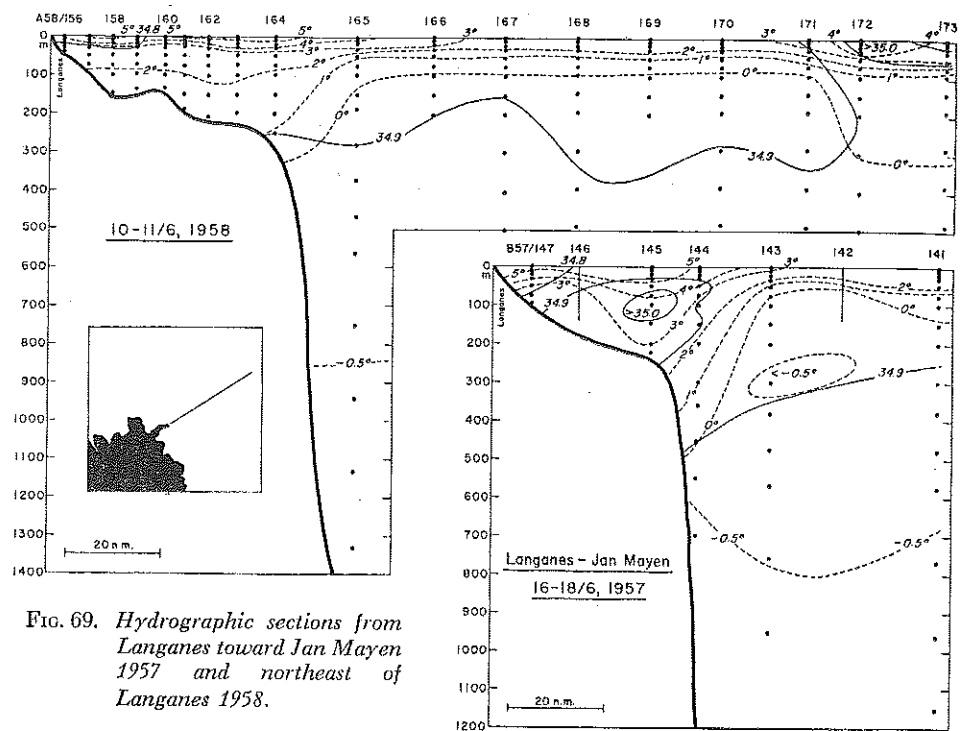 A58/156 158 160 162 164 165 166 167 168 169 170 171 172 173
0
m
100
200
300
400
500
600
700
800
900
1000
1100
1200
1300
1400
Langanes
5° 34.8 5° 5° 3° 2° 3° 4° 4°
4°
3°
>35.0
2° 2° 1° 0° 1° 0°
34.9 34.9 0°
10-11/6, 1958
-0.5°
20 n.m.
B57/147 146 145 144 143 142 141
0
m
100
200
300
400
500
600
700
800
900
1000
1100
1200
Langanes
34.8 5° 3°
5° 3° 4° 2°
34.9 >35.0 0°
3°
2° <-0.5° 34.9
0°
-0.5°
Langanes – Jan Mayen
16-18/6, 1957
20 n.m.
FIG. 69. Hydrographic sections from
Langanes toward Jan Mayen
1957 and northeast of
Langanes 1958.